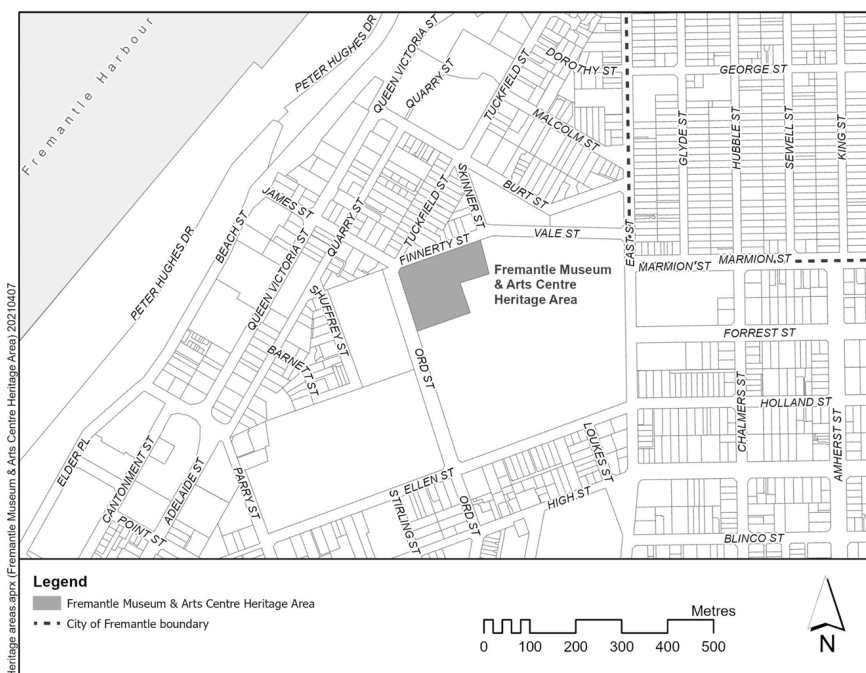 Fremantle Harbour
PETER HUGHES DR
QUEEN VICTORIA ST
QUARRY ST
TUCKFIELD ST
DOROTHY ST
GEORGE ST
MALCOLM ST
GLYDE ST
HUBBLE ST
SEWELL ST
KING ST
SKINNER ST
BURT ST
JAMES ST
BEACH ST
QUARRY ST
TUCKFIELD ST
FINNERTY ST
VALE ST
EAST ST
MARMION ST
MARMION ST
PETER HUGHES DR
QUEEN VICTORIA ST
Fremantle Museum
& Arts Centre
Heritage Area
SHUFFREY ST
BARNETT ST
ORD ST
FORREST ST
CHALMERS ST
HOLLAND ST
AMHERST ST
ELDER PL
CANTONMENT ST
ADELAIDE ST
POINT ST
PARRY ST
ELLEN ST
STIRLING ST
ORD ST
HIGH ST
LOUKES ST
BLINCO ST
Heritage areas.aprx (Fremantle Museum & Arts Centre Heritage Area) 20210407
Legend
Fremantle Museum & Arts Centre Heritage Area
City of Fremantle boundary
Metres
0 100 200 300 400 500
N